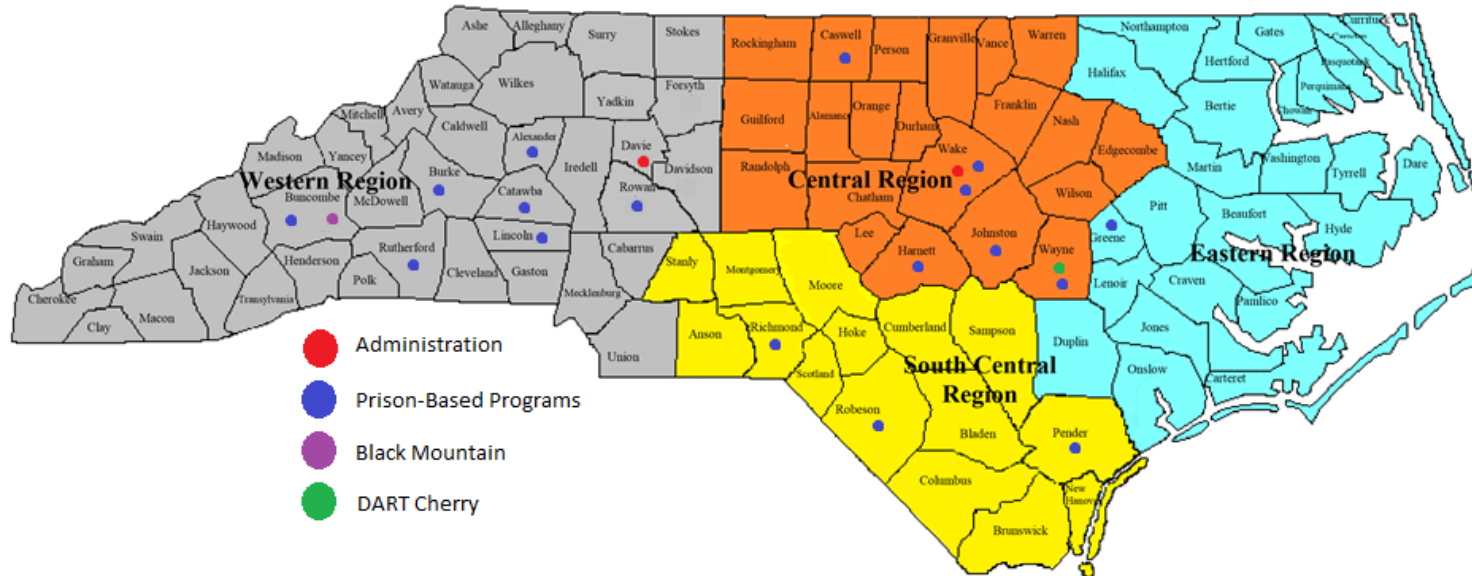 Ashe
Alleghany
Surry
Stokes
Rockingham
Caswell
Person
Granville
Vance
Warren
Northampton
Gates
Currituck
Halifax
Hertford
Pasquotank
Perquimans
Chowan
Bertie
Watauga
Wilkes
Yadkin
Forsyth
Guilford
Alamance
Orange
Durham
Franklin
Nash
Edgecombe
Mitchell
Avery
Caldwell
Alexander
Iredell
Davie
Davidson
Randolph
Chatham
Wake
Wilson
Martin
Washington
Tyrrell
Dare
Madison
Yancey
Western Region
Central Region
Buncombe
McDowell
Burke
Catawba
Rowan
Pitt
Beaufort
Hyde
Eastern Region
Haywood
Swain
Graham
Jackson
Henderson
Rutherford
Lincoln
Cabarrus
Stanly
Montgomery
Moore
Lee
Harnett
Johnston
Wayne
Greene
Lenoir
Craven
Pamlico
Cherokee
Clay
Macon
Transylvania
Polk
Cleveland
Gaston
Mecklenburg
Union
Anson
Richmond
Hoke
Scotland
Cumberland
Sampson
Duplin
Jones
Onslow
Carteret
South Central
Region
Robeson
Bladen
Pender
Columbus
Brunswick
New
Hanover
Administration
Prison-Based Programs
Black Mountain
DART Cherry